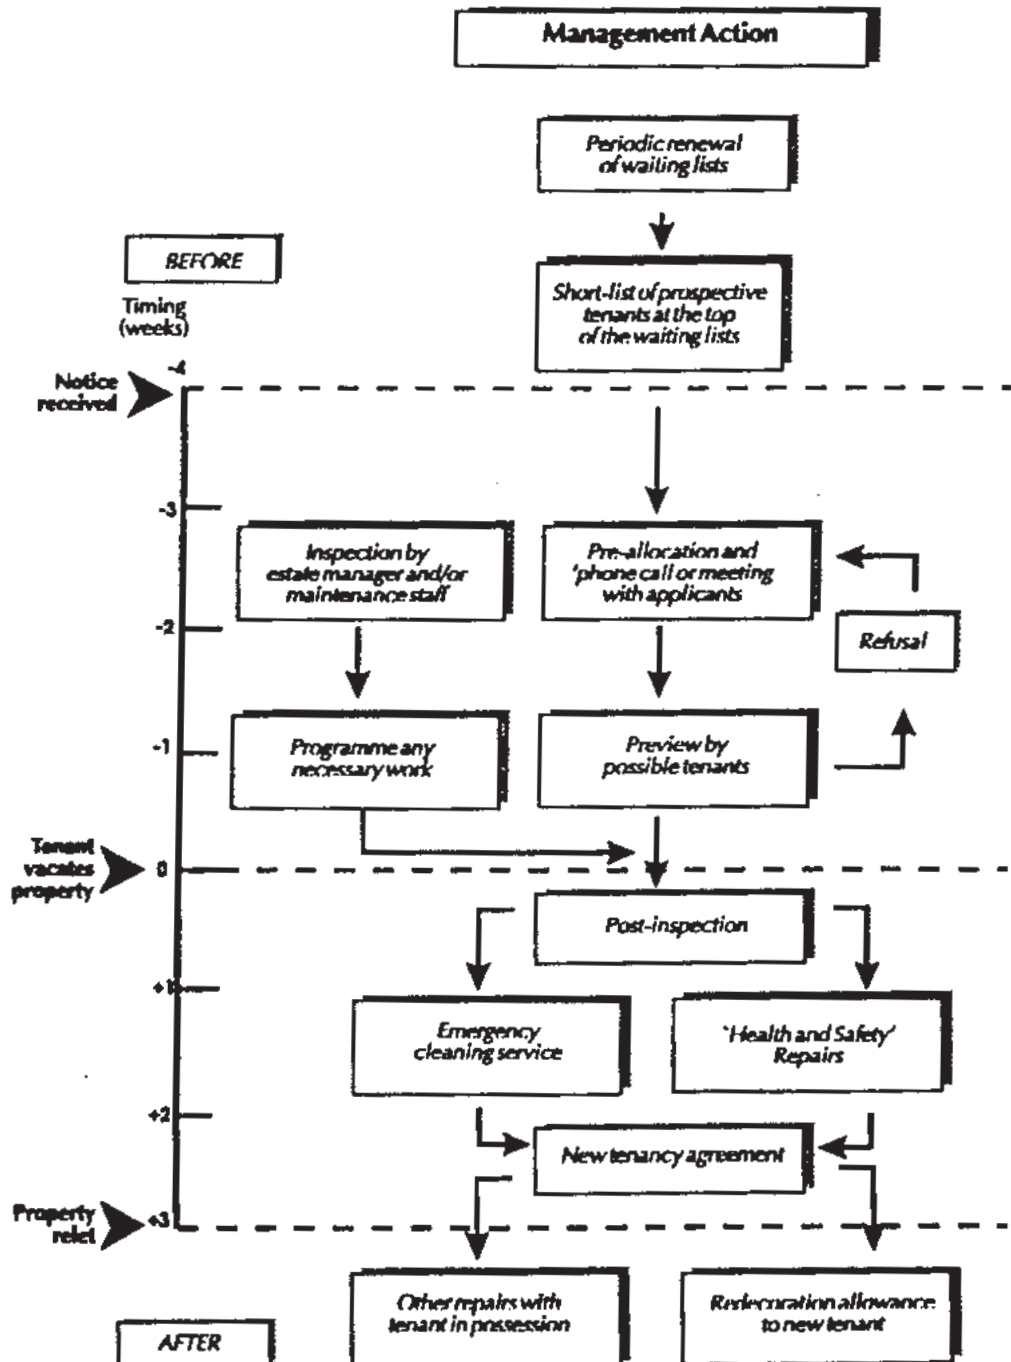 Management Action
Periodic renewal
of waiting lists
BEFORE
Timing
(weeks)
Short-list of prospective
tenants at the top
of the waiting lists
-4
Notice
received
-3
Inspection by
estate manager and/or
maintenance staff
Pre-allocation and
'phone call or meeting
with applicants
-2
Refusal
-1
Programme any
necessary work
Preview by
possible tenants
Tenant
vacates
property
0
Post-inspection
+1
Emergency
cleaning service
'Health and Safety'
Repairs
+2
New tenancy agreement
Property
relet
+3
Other repairs with
tenant in possession
Redecoration allowance
to new tenant
AFTER